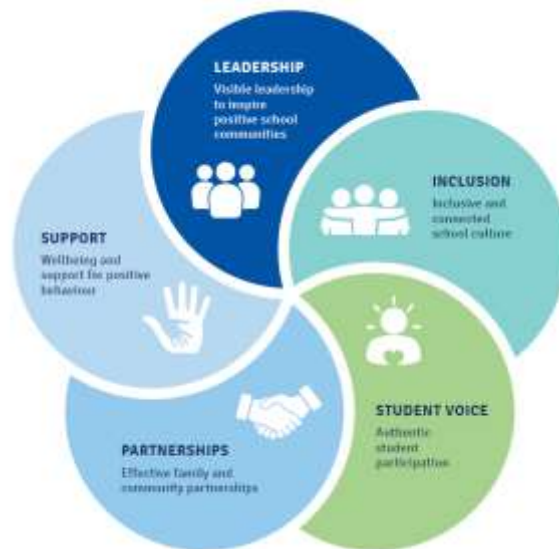 LEADERSHIP
Visible leadership
to inspire
positive school
communities
INCLUSION
Inclusive and
connected
school culture
STUDENT VOICE
Authentic
student
participation
PARTNERSHIPS
Effective family and
community partnerships
SUPPORT
Wellbeing and
support for positive
behaviour